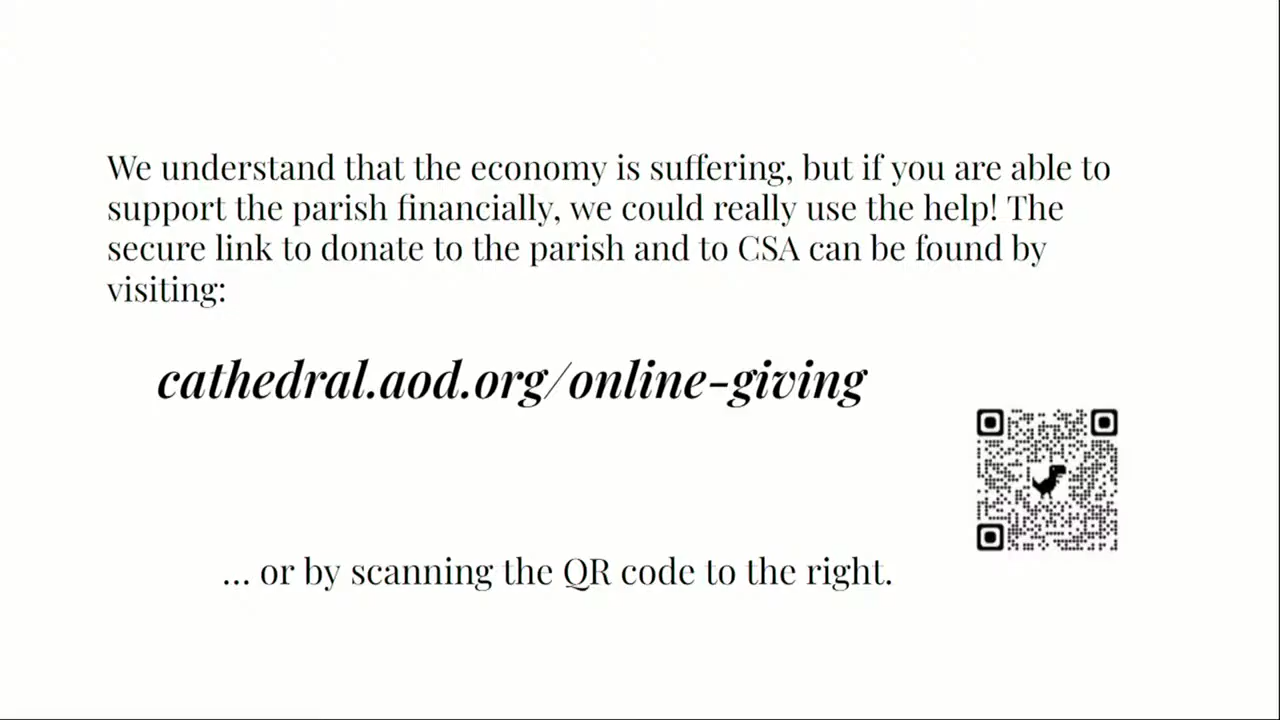 We understand that the economy is suffering, but if you are able to
support the parish financially, we could really use the help! The
secure link to donate to the parish and to CSA can be found by
visiting:
cathedral.aod.org/online-giving
... or by scanning the QR code to the right.